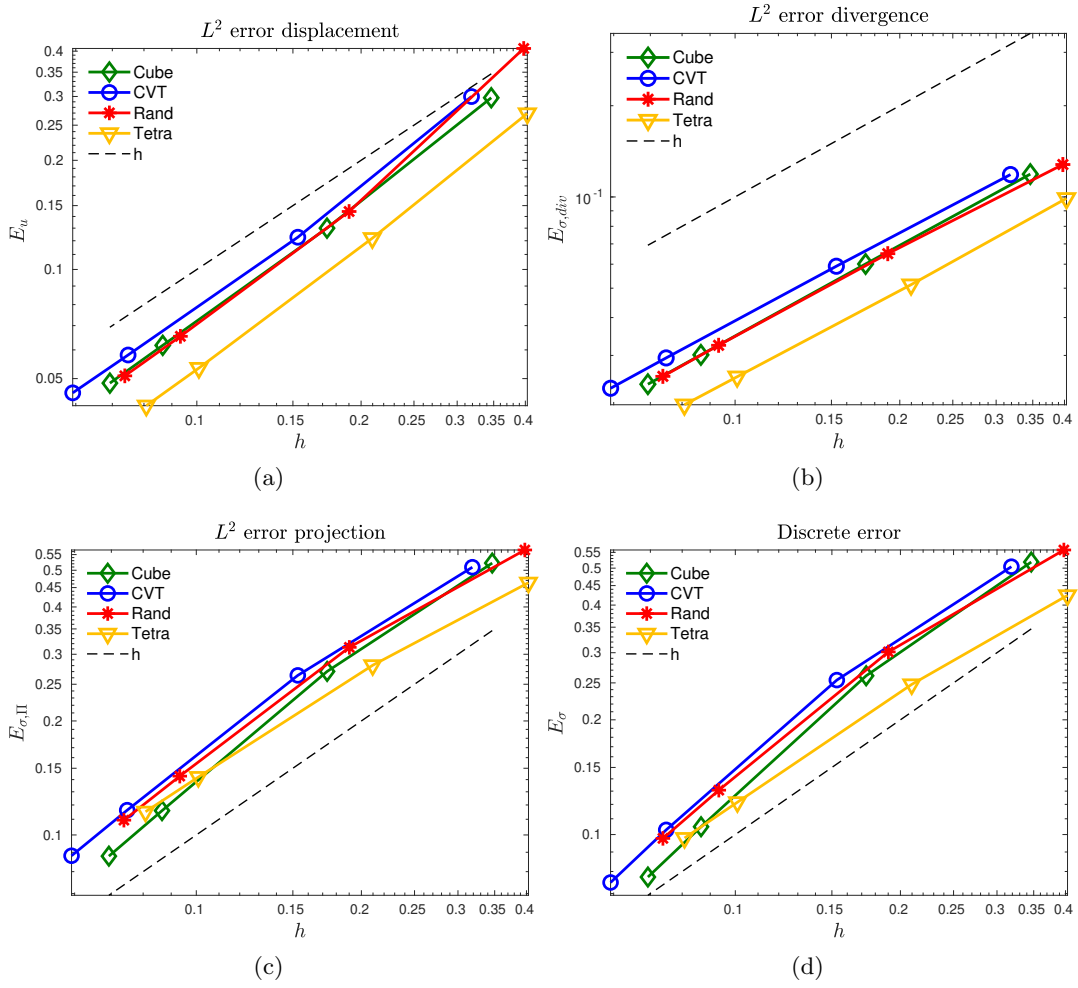 L² error displacement
0.4
0.35
0.3
0.25
0.2
0.15
0.1
0.05
E_u
Cube
CVT
Rand
Tetra
h
0.1 0.15 0.2 0.25 0.3 0.35 0.4
h
(a)
L² error divergence
10⁻¹
E_{σ,div}
Cube
CVT
Rand
Tetra
h
0.1 0.15 0.2 0.25 0.3 0.35 0.4
h
(b)
L² error projection
0.55
0.5
0.45
0.4
0.35
0.3
0.25
0.2
0.15
0.1
E_{σ,Π}
Cube
CVT
Rand
Tetra
h
0.1 0.15 0.2 0.25 0.3 0.35 0.4
h
(c)
Discrete error
0.55
0.5
0.45
0.4
0.35
0.3
0.25
0.2
0.15
0.1
E_σ
Cube
CVT
Rand
Tetra
h
0.1 0.15 0.2 0.25 0.3 0.35 0.4
h
(d)